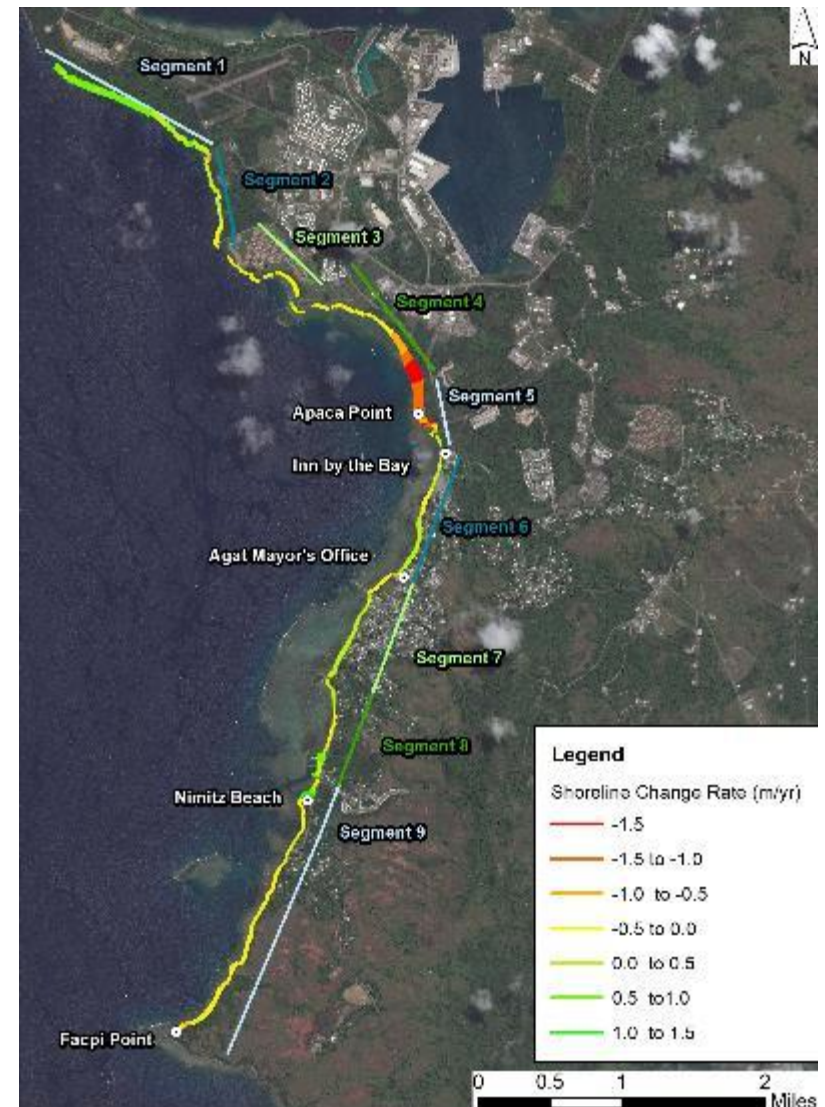 N
Segment 1
Segment 2
Segment 3
Segment 4
Segment 5
Apaca Point
Inn by the Bay
Segment 6
Agat Mayor's Office
Segment 7
Segment 8
Nimitz Beach
Segment 9
Facpi Point
Legend
Shoreline Change Rate (m/yr)
-1.5
-1.5 to -1.0
-1.0 to -0.5
-0.5 to 0.0
0.0 to 0.5
0.5 to1.0
1.0 to 1.5
0 0.5 1 2
Miles